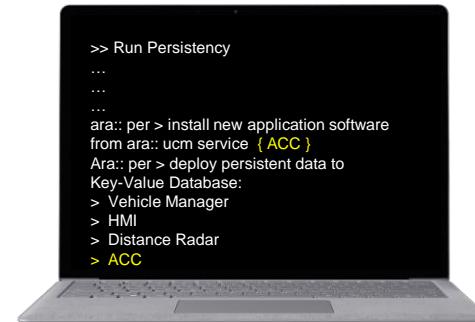 >> Run Persistency
…
…
…
ara:: per > install new application software
from ara:: ucm service { ACC }
Ara:: per > deploy persistent data to
Key-Value Database:
> Vehicle Manager
> HMI
> Distance Radar
> ACC